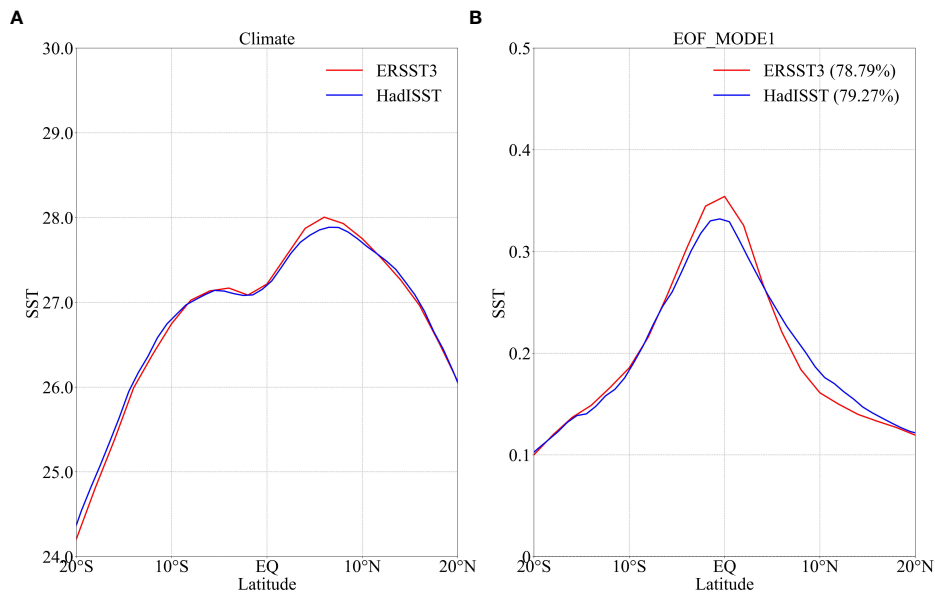 A
Climate
30.0
29.0
28.0
27.0
26.0
25.0
24.0
SST
ERSST3
HadISST
20°S
10°S
EQ
10°N
20°N
Latitude
B
EOF_MODE1
0.5
0.4
0.3
0.2
0.1
0
SST
ERSST3 (78.79%)
HadISST (79.27%)
20°S
10°S
EQ
10°N
20°N
Latitude